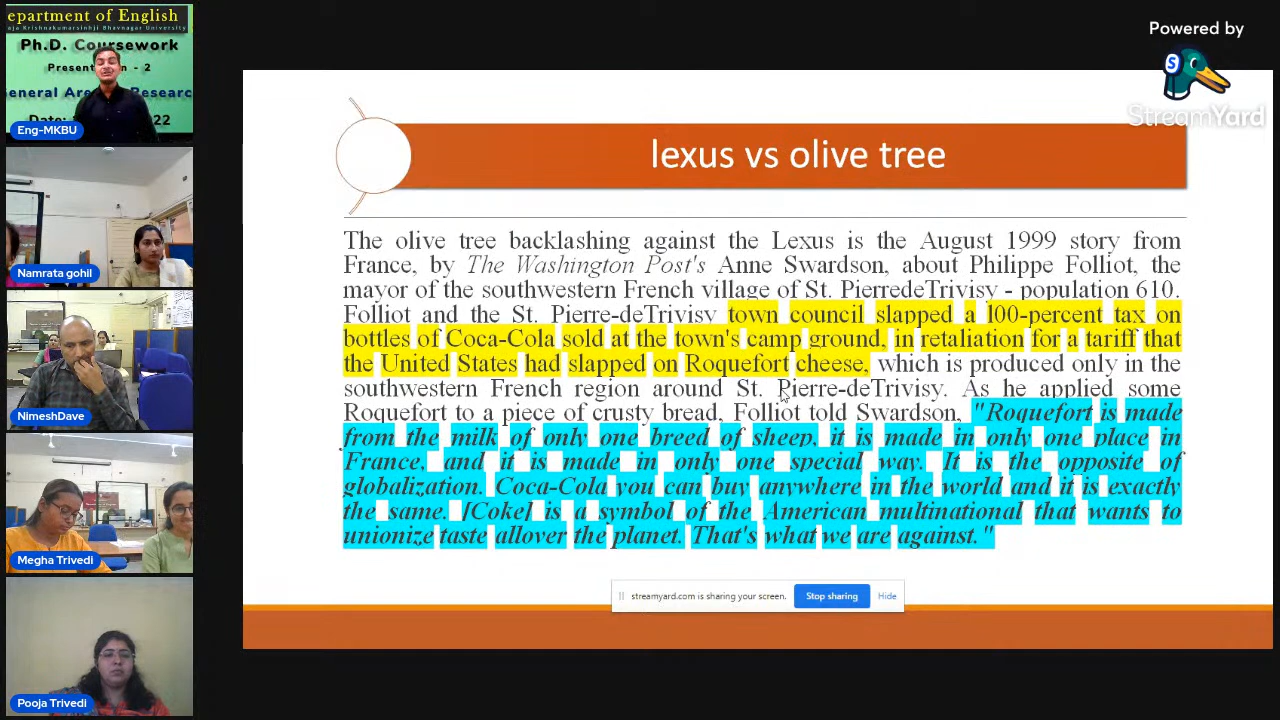 epartment of English
aja Krishnakumarsinhji Bhavnagar University
Ph.D. Coursework
- 2
Eng-MKBU
Namrata gohil
NimeshDave
Megha Trivedi
Pooja Trivedi
Powered by
StreamYard
lexus vs olive tree
The olive tree backlashing against the Lexus is the August 1999 story from
France, by The Washington Post's Anne Swardson, about Philippe Folliot, the
mayor of the southwestern French village of St. PierredeTrivisy - population 610.
Folliot and the St. Pierre-deTrivisy town council slapped a l00-percent tax on
bottles of Coca-Cola sold at the town's camp ground, in retaliation for a tariff that
the United States had slapped on Roquefort cheese, which is produced only in the
southwestern French region around St. Pierre-deTrivisy. As he applied some
Roquefort to a piece of crusty bread, Folliot told Swardson, "Roquefort is made
from the milk of only one breed of sheep, it is made in only one place in
France, and it is made in only one special way. It is the opposite of
globalization. Coca-Cola you can buy anywhere in the world and it is exactly
the same. [Coke] is a symbol of the American multinational that wants to
unionize taste allover the planet. That's what we are against."
streamyard.com is sharing your screen.
Stop sharing
Hide